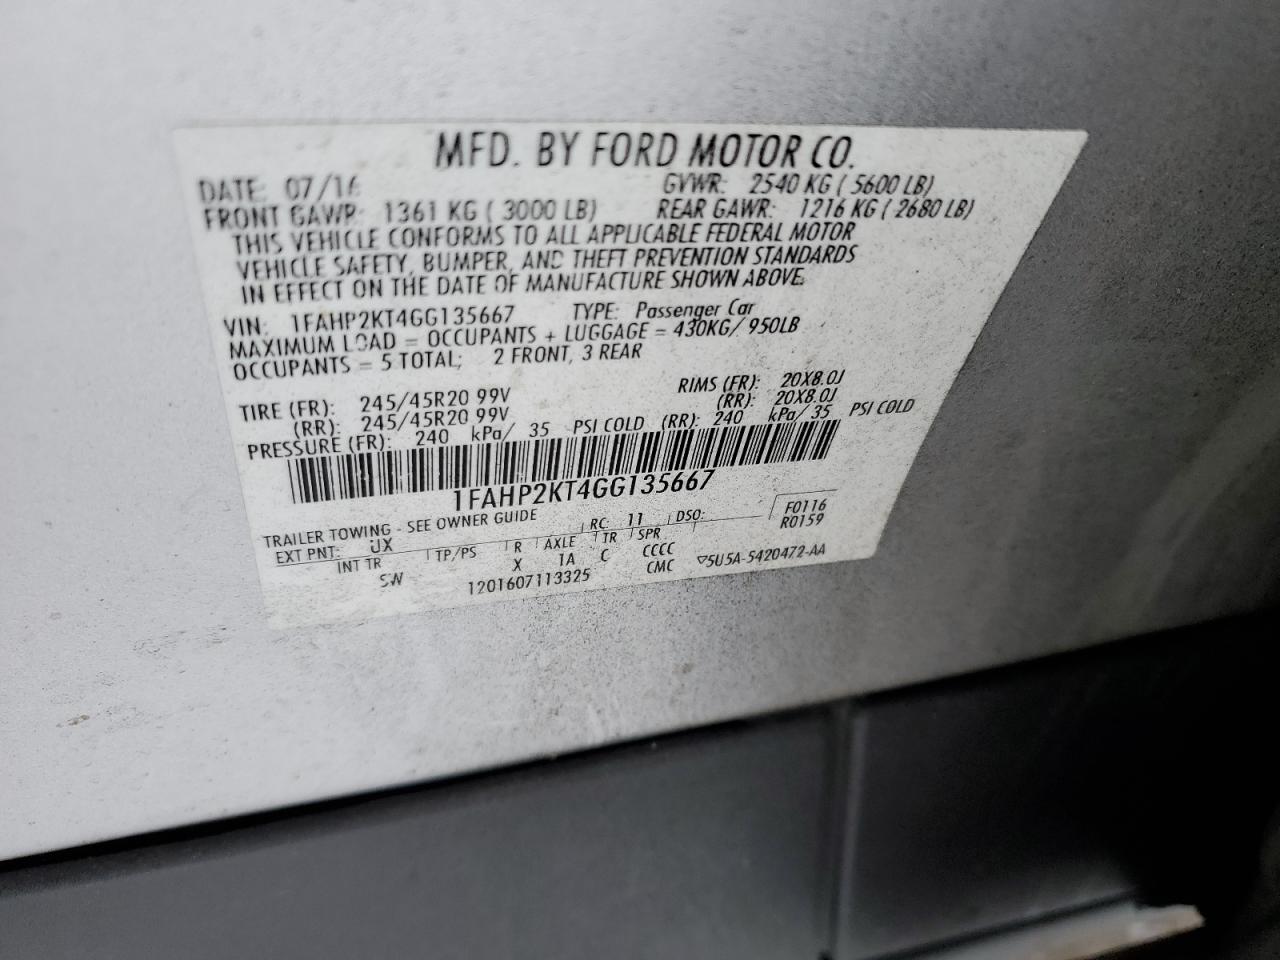 MFD. BY FORD MOTOR CO.
DATE: 07/16 GVWR: 2540 KG ( 5600 LB)
FRONT GAWR: 1361 KG ( 3000 LB) REAR GAWR: 1216 KG ( 2680 LB)
THIS VEHICLE CONFORMS TO ALL APPLICABLE FEDERAL MOTOR
VEHICLE SAFETY, BUMPER, AND THEFT PREVENTION STANDARDS
IN EFFECT ON THE DATE OF MANUFACTURE SHOWN ABOVE.
VIN: 1FAHP2KT4GG135667 TYPE: Passenger Car
MAXIMUM LOAD = OCCUPANTS + LUGGAGE = 430KG/ 950LB
OCCUPANTS = 5 TOTAL; 2 FRONT, 3 REAR
TIRE (FR): 245/45R20 99V RIMS (FR): 20X8.0J
(RR): 245/45R20 99V (RR): 20X8.0J
PRESSURE (FR): 240 kPa/ 35 PSI COLD (RR): 240 kPa/ 35 PSI COLD
1FAHP2KT4GG135667
TRAILER TOWING - SEE OWNER GUIDE
F0116
R0159
EXT PNT: UX RC: 11 DSO:
INT TR TP/PS R AXLE TR SPR
SW X 1A C CCCC
CMC
▽5U5A-5420472-AA
1201607113325